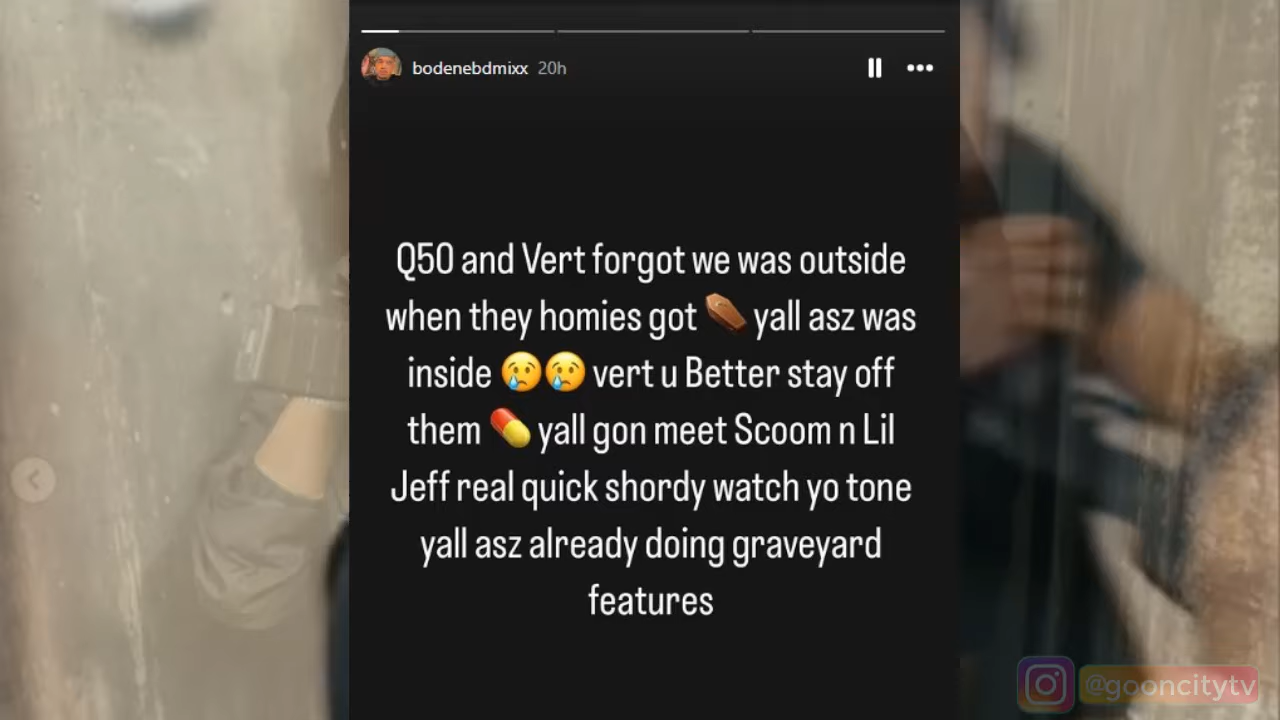 bodenebdmixx 20h
Q50 and Vert forgot we was outside
when they homies got ⚰️ yall asz was
inside 😢😢 vert u Better stay off
them 💊 yall gon meet Scoom n Lil
Jeff real quick shordy watch yo tone
yall asz already doing graveyard
features
@gooncitytv